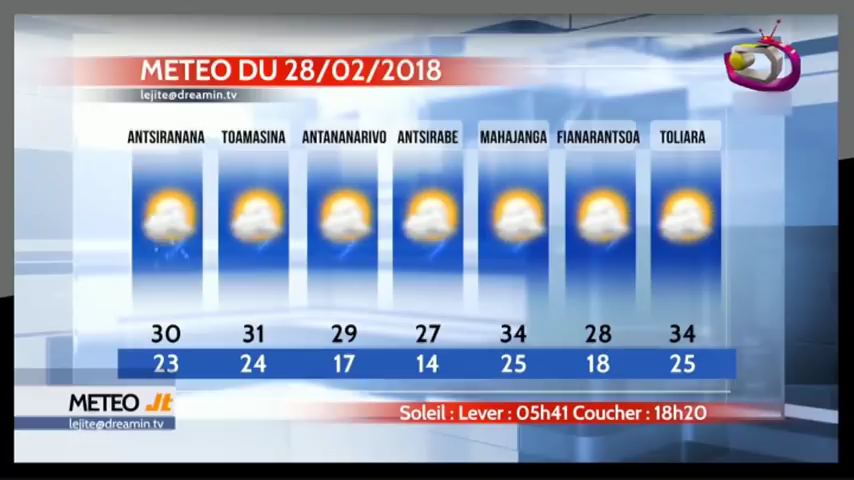 METEO DU 28/02/2018
lejite@dreamin.tv
ANTSIRANANA TOAMASINA ANTANANARIVO ANTSIRABE MAHAJANGA FIANARANTSOA TOLIARA
30 31 29 27 34 28 34
23 24 17 14 25 18 25
METEO Jt
lejite@dreamin.tv
Soleil : Lever : 05h41 Coucher : 18h20